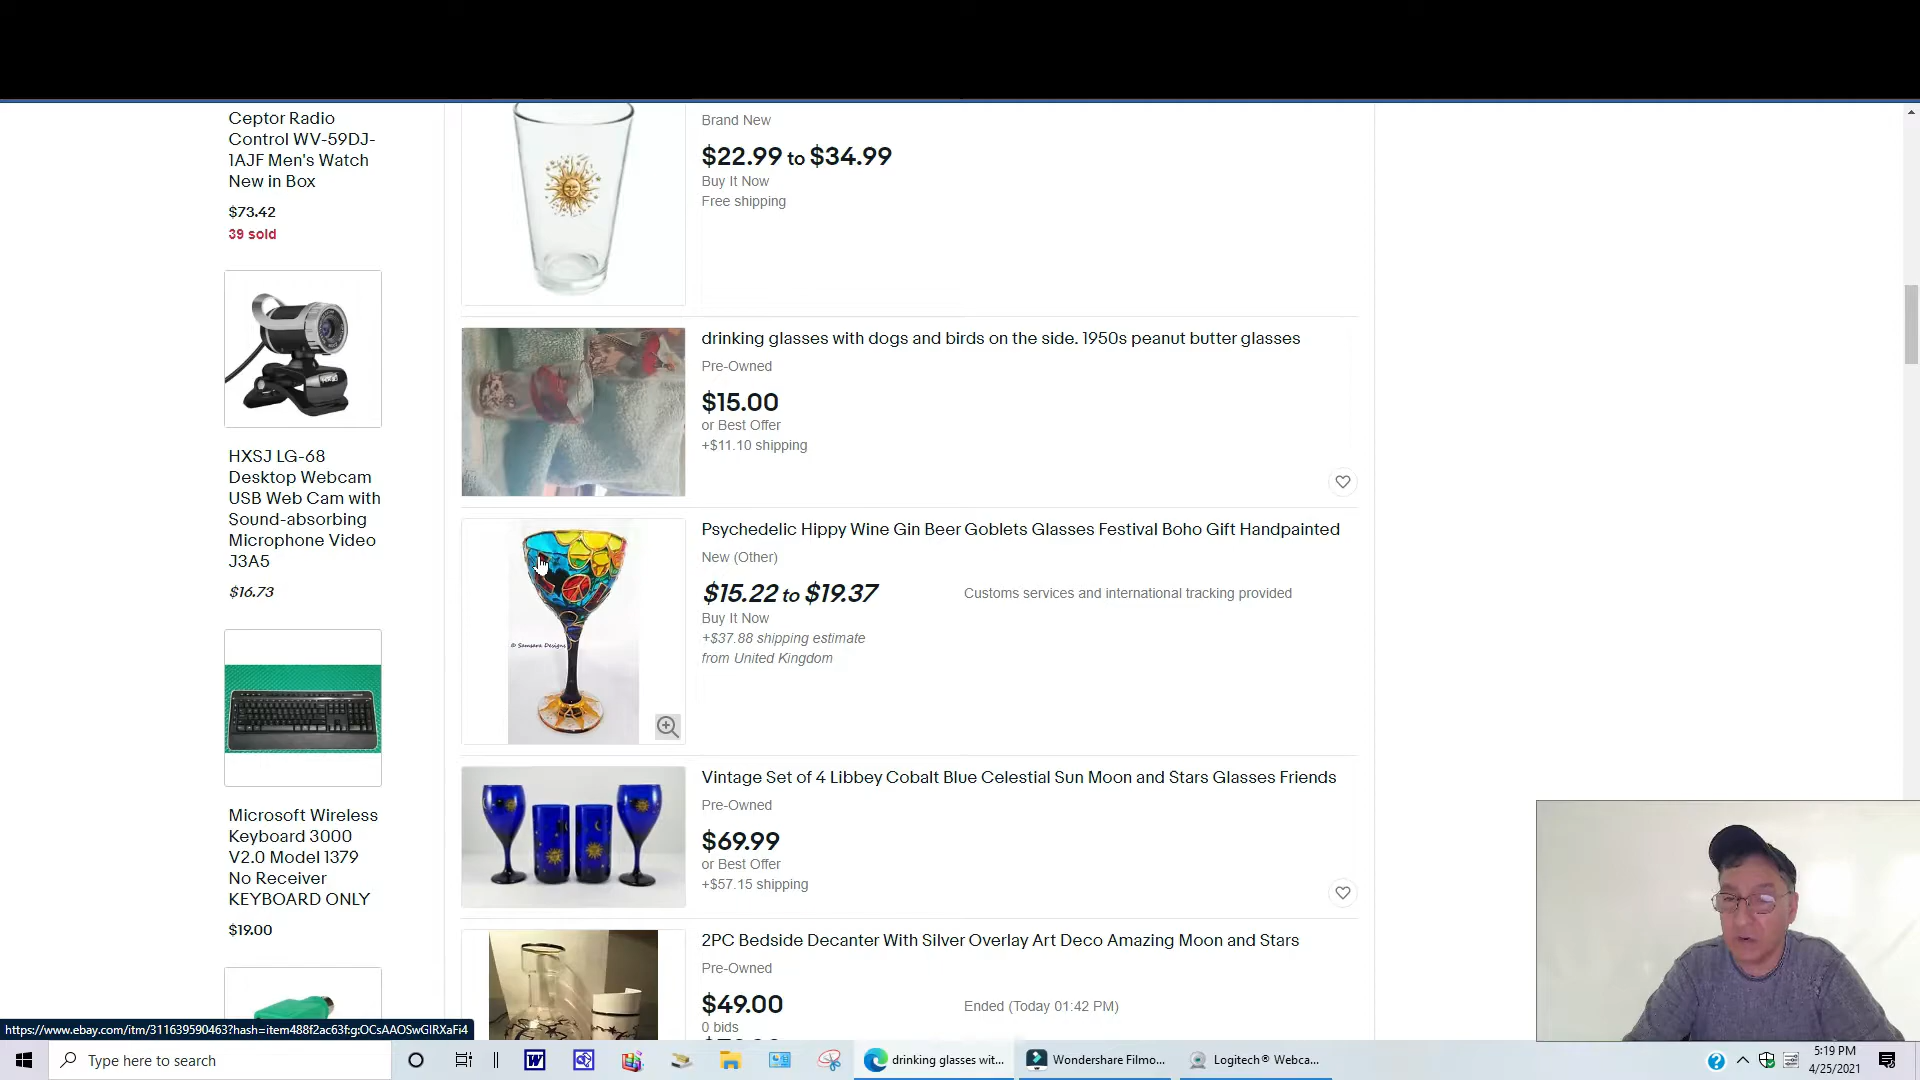 Ceptor Radio
Control WV-59DJ-
1AJF Men's Watch
New in Box
$73.42
39 sold
HXSJ LG-68
Desktop Webcam
USB Web Cam with
Sound-absorbing
Microphone Video
J3A5
$16.73
Microsoft Wireless
Keyboard 3000
V2.0 Model 1379
No Receiver
KEYBOARD ONLY
$19.00
Brand New
$22.99 to $34.99
Buy It Now
Free shipping
drinking glasses with dogs and birds on the side. 1950s peanut butter glasses
Pre-Owned
$15.00
or Best Offer
+$11.10 shipping
Psychedelic Hippy Wine Gin Beer Goblets Glasses Festival Boho Gift Handpainted
New (Other)
$15.22 to $19.37
Customs services and international tracking provided
Buy It Now
+$37.88 shipping estimate
from United Kingdom
© Samsara Designs
Vintage Set of 4 Libbey Cobalt Blue Celestial Sun Moon and Stars Glasses Friends
Pre-Owned
$69.99
or Best Offer
+$57.15 shipping
2PC Bedside Decanter With Silver Overlay Art Deco Amazing Moon and Stars
Pre-Owned
$49.00
Ended (Today 01:42 PM)
0 bids
https://www.ebay.com/itm/311639590463?hash=item488f2ac63f:g:OCsAAOSwGlRXaFi4
Type here to search
drinking glasses wit...
Wondershare Filmo...
Logitech® Webca...
5:19 PM
4/25/2021